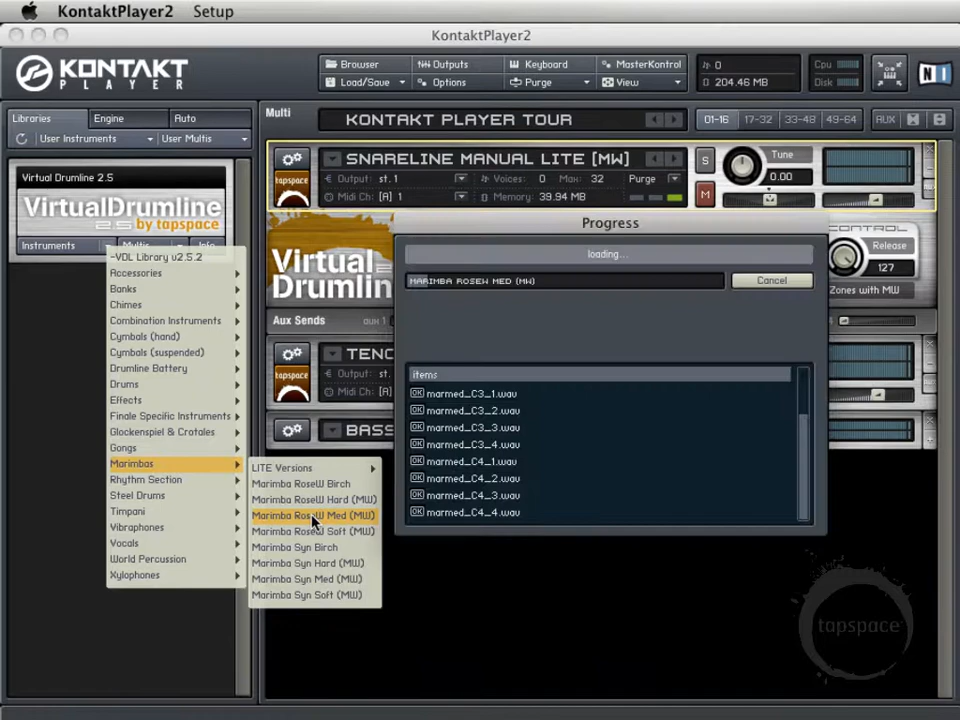 KontaktPlayer2 Setup
KontaktPlayer2
KONTAKT
PLAYER
Browser Outputs Keyboard MasterKontrol
Load/Save Options Purge View
0
204.46 MB
Cpu
Disk
NI
Libraries Engine Auto
User Instruments User Multis
Multi KONTAKT PLAYER TOUR 01-16 17-32 33-48 49-64 AUX
Virtual Drumline 2.5
VirtualDrumline
2.5 by tapspace
Instruments Multis Info
SNARELINE MANUAL LITE [MW] S Tune
Output: st.1 Voices: 0 Max: 32 Purge 0.00
Midi Ch: [A] 1 Memory: 39.94 MB M
tapspace
Virtual
Drumline
Aux Sends AUX 1
CONTROL
Release
127
Zones with MW
TENO
Output: st.
Midi Ch: [A]
tapspace
BASS
Progress
loading...
MARIMBA ROSEW MED (MW) Cancel
items
OK marmed_C3_1.wav
OK marmed_C3_2.wav
OK marmed_C3_3.wav
OK marmed_C3_4.wav
OK marmed_C4_1.wav
OK marmed_C4_2.wav
OK marmed_C4_3.wav
OK marmed_C4_4.wav
-VDL Library v2.5.2
Accessories
Banks
Chimes
Combination Instruments
Cymbals (hand)
Cymbals (suspended)
Drumline Battery
Drums
Effects
Finale Specific Instruments
Glockenspiel & Crotales
Gongs
Marimbas
Rhythm Section
Steel Drums
Timpani
Vibraphones
Vocals
World Percussion
Xylophones
LITE Versions
Marimba RoseW Birch
Marimba RoseW Hard (MW)
Marimba RoseW Med (MW)
Marimba RoseW Soft (MW)
Marimba Syn Birch
Marimba Syn Hard (MW)
Marimba Syn Med (MW)
Marimba Syn Soft (MW)
tapspace